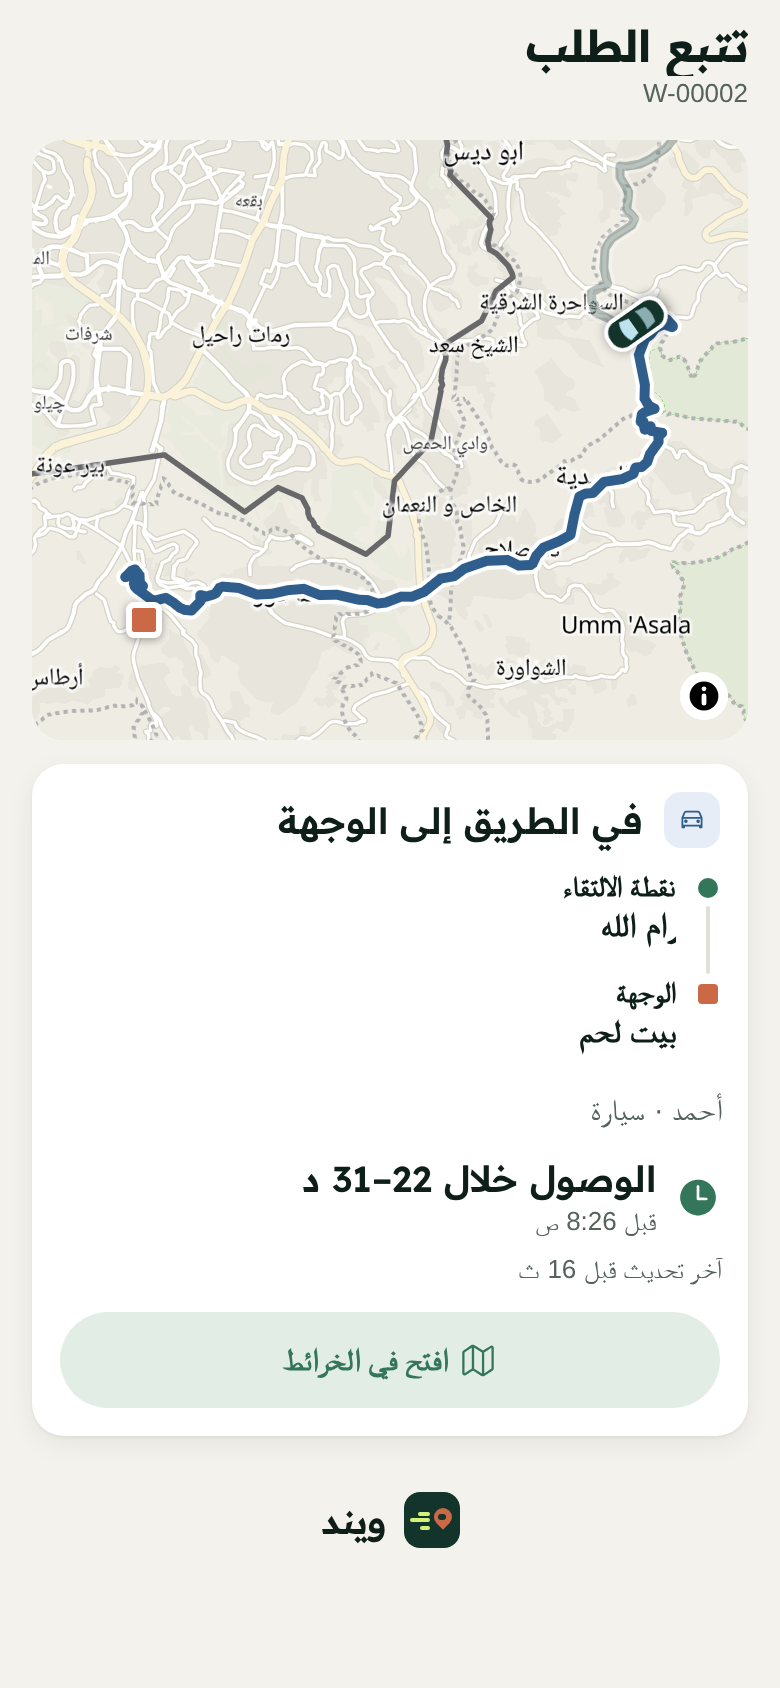 تتبع الطلب
W-00002
ابو ديس
بقعه
السواحرة الشرقية
شرفات
رمات راحيل
الشيخ سعد
چيلو
وادي الحمص
بير عونة
الخاص و النعمان
Umm 'Asala
الشواورة
أرطاس
في الطريق إلى الوجهة
نقطة الالتقاء
رام الله
الوجهة
بيت لحم
أحمد · سيارة
الوصول خلال 22–31 د
قبل 8:26 ص
آخر تحديث قبل 16 ث
افتح في الخرائط
ويند